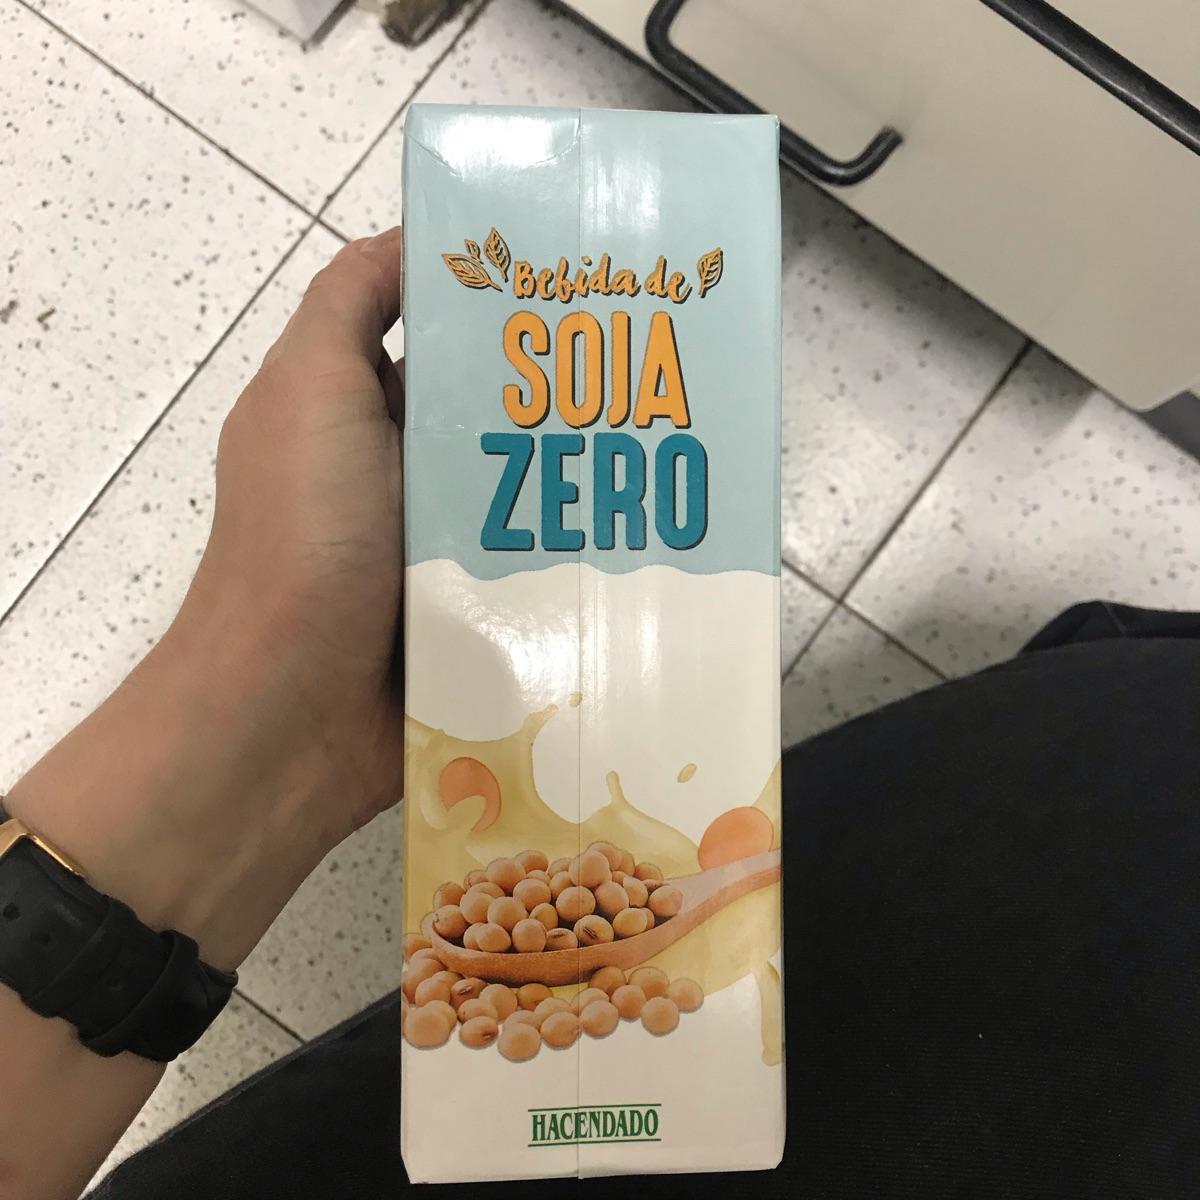 Bebida de
SOJA
ZERO
HACENDADO